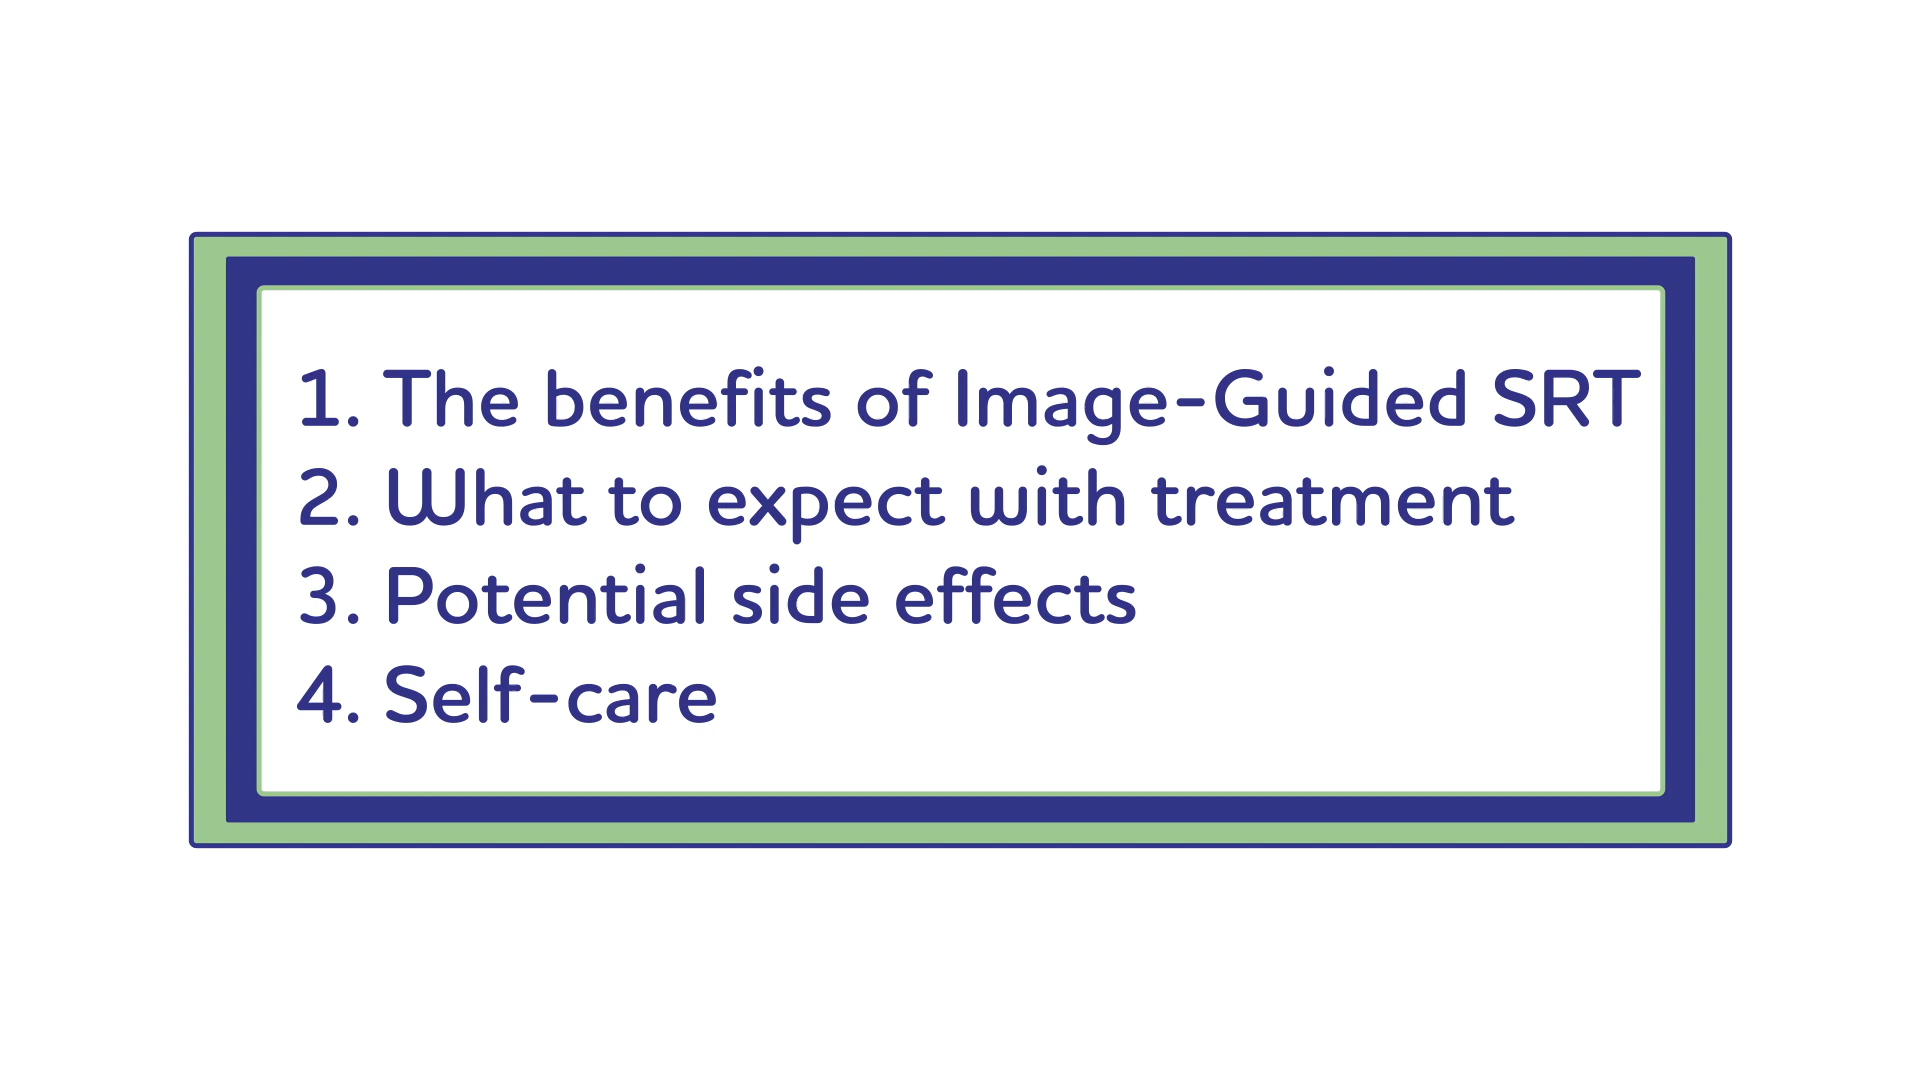 1. The benefits of Image-Guided SRT
2. What to expect with treatment
3. Potential side effects
4. Self-care